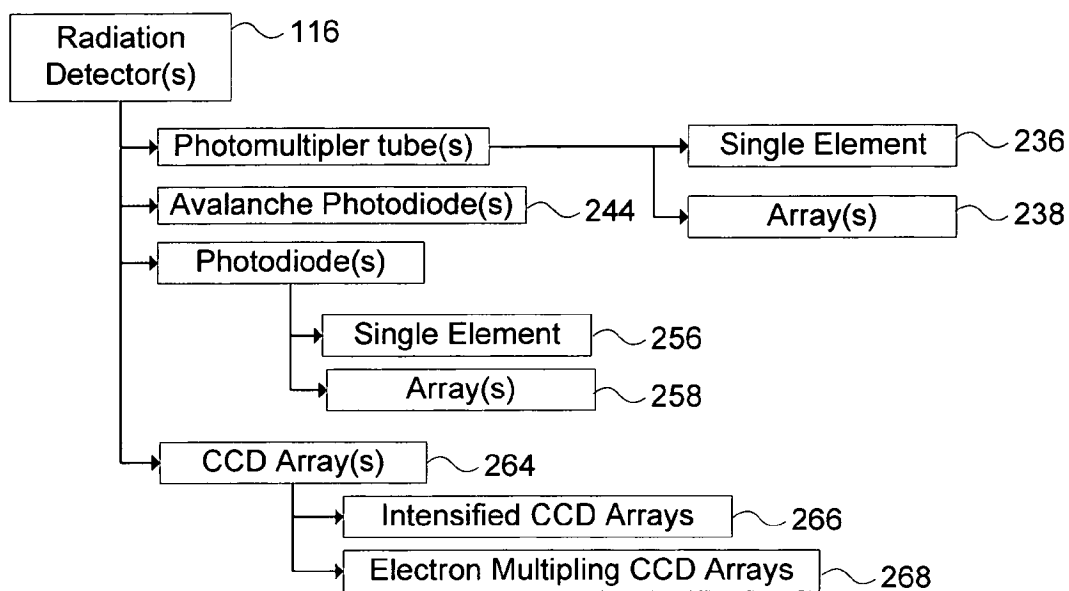 Radiation
Detector(s)
116
Photomultipler tube(s)
Single Element
236
Avalanche Photodiode(s)
244
Array(s)
238
Photodiode(s)
Single Element
256
Array(s)
258
CCD Array(s)
264
Intensified CCD Arrays
266
Electron Multipling CCD Arrays
268